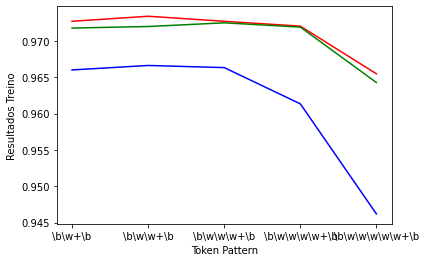 Resultados Treino
0.970
0.965
0.960
0.955
0.950
0.945
\b\w+\b
\b\w\w+\b
\b\w\w\w+\b
\b\w\w\w\w+\b
\b\w\w\w\w\w+\b
Token Pattern